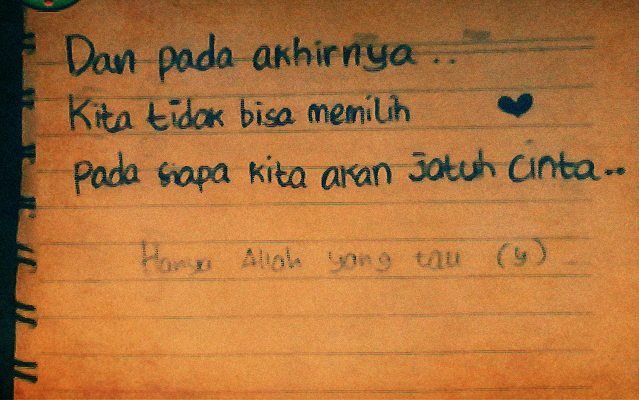 Dan pada akhirnya..
Kita tidak bisa memilih ♥
pada siapa kita akan jatuh cinta..
Hanya Allah yang tau (y)